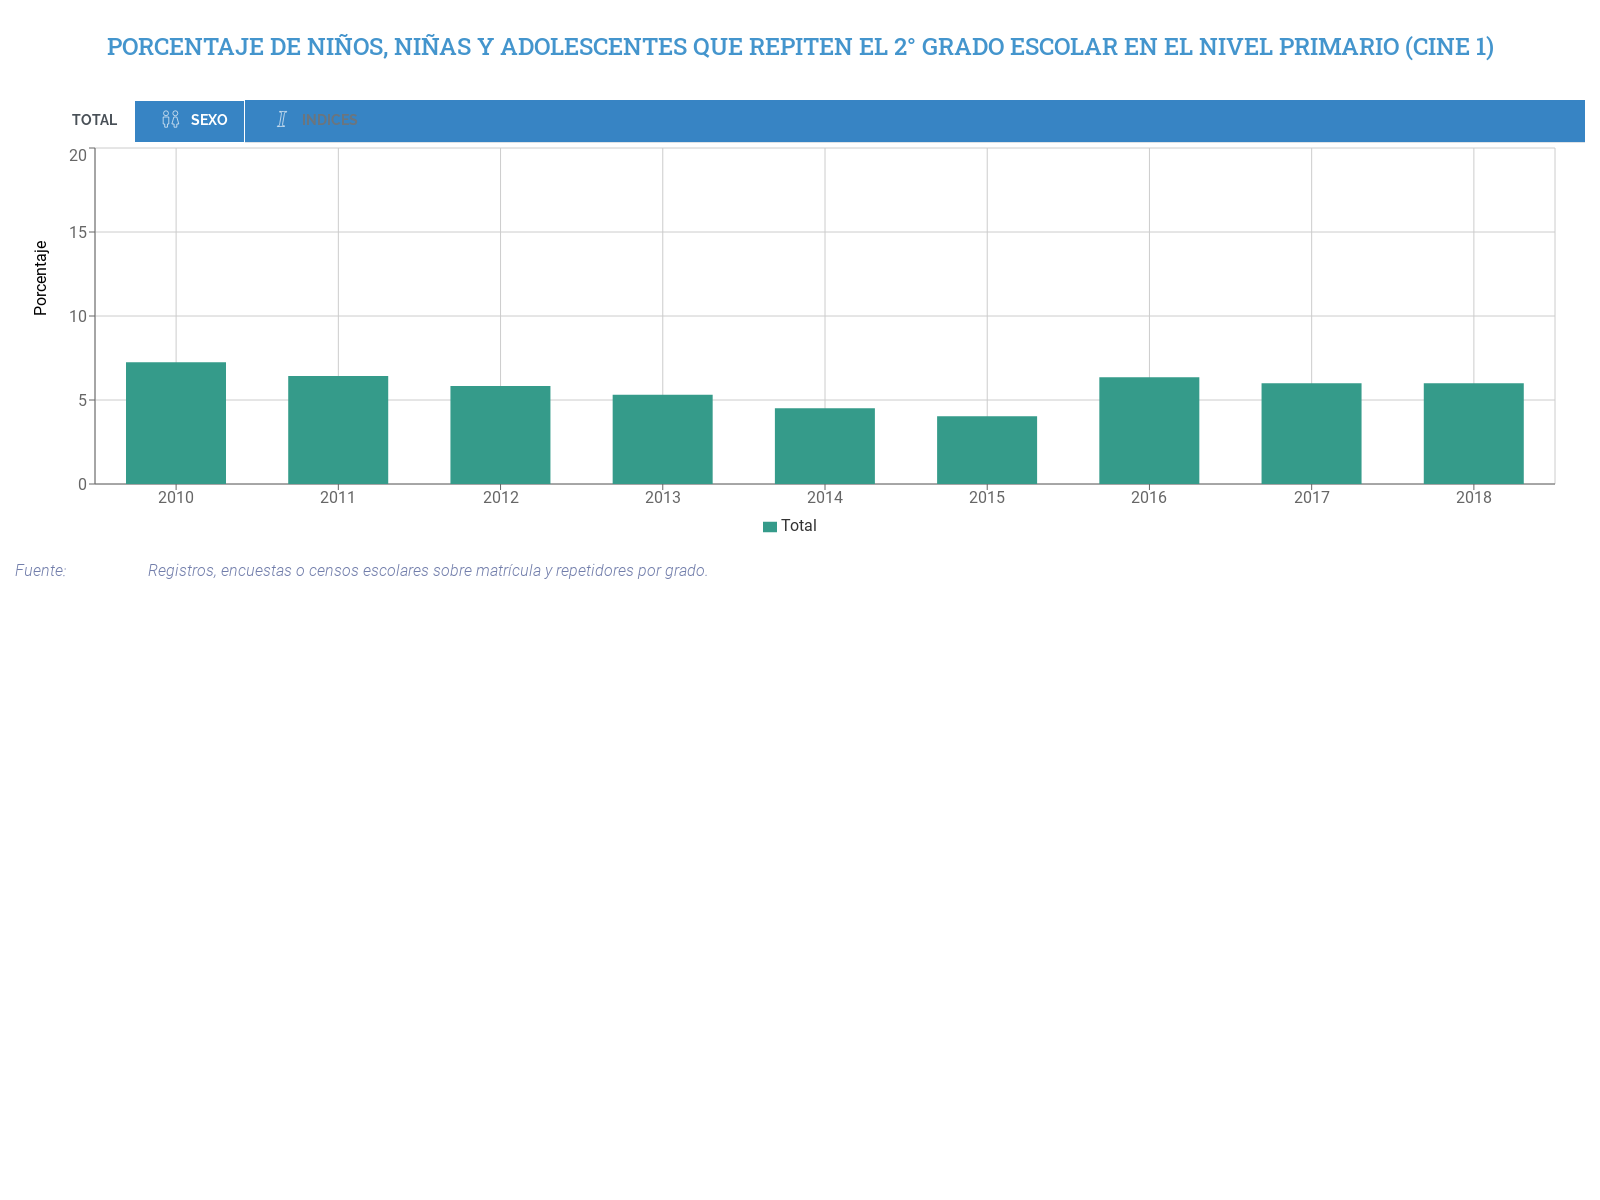 PORCENTAJE DE NIÑOS, NIÑAS Y ADOLESCENTES QUE REPITEN EL 2° GRADO ESCOLAR EN EL NIVEL PRIMARIO (CINE 1)
TOTAL SEXO INDICES
Porcentaje
20
15
10
5
0
2010 2011 2012 2013 2014 2015 2016 2017 2018
Total
Fuente: Registros, encuestas o censos escolares sobre matrícula y repetidores por grado.